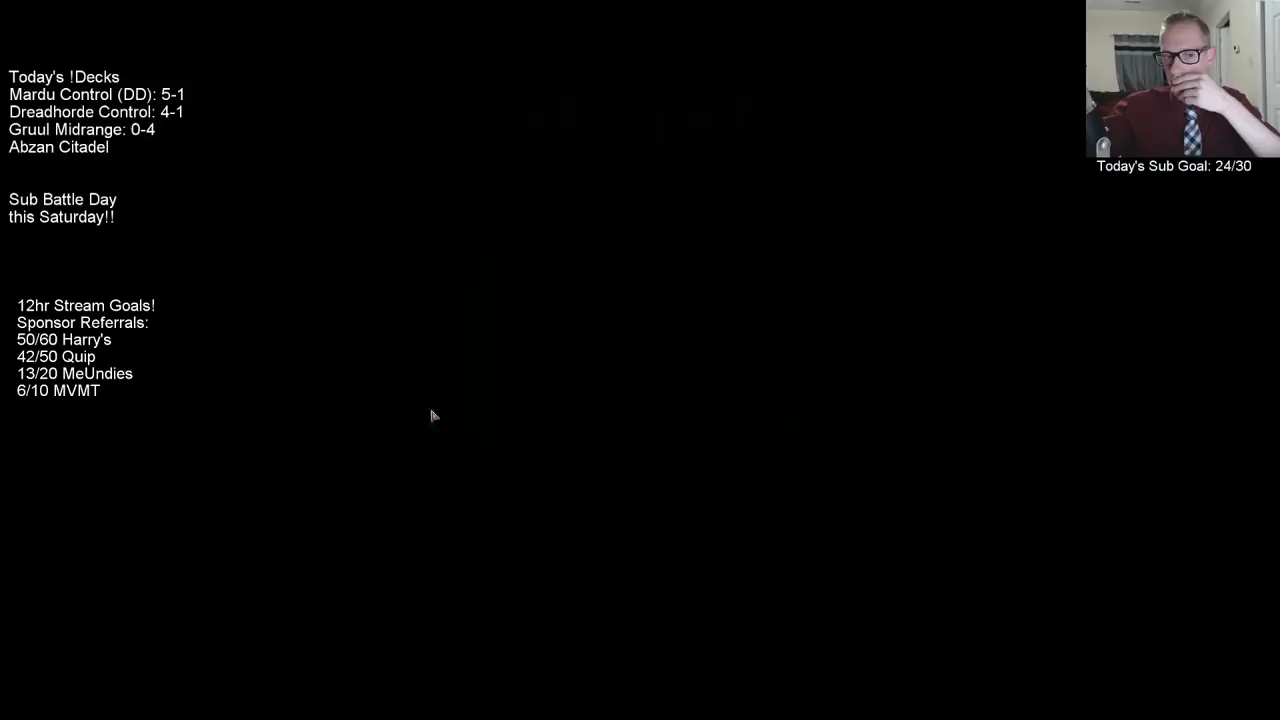 Today's !Decks
Mardu Control (DD): 5-1
Dreadhorde Control: 4-1
Gruul Midrange: 0-4
Abzan Citadel
Sub Battle Day
this Saturday!!
12hr Stream Goals!
Sponsor Referrals:
50/60 Harry's
42/50 Quip
13/20 MeUndies
6/10 MVMT
Today's Sub Goal: 24/30